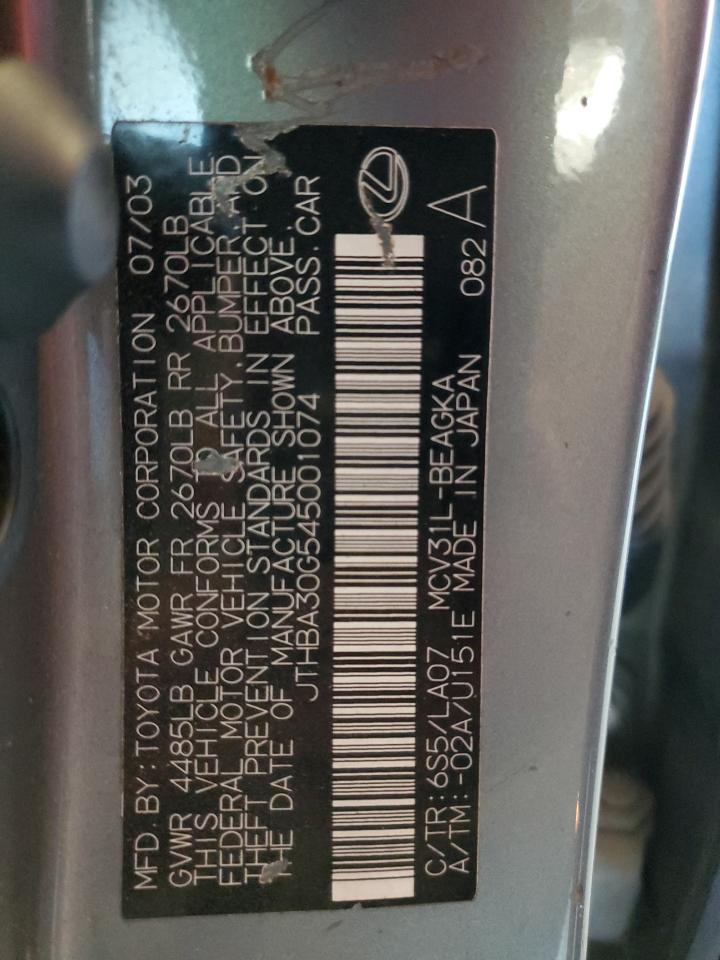 MFD. BY: TOYOTA MOTOR CORPORATION 07/03
GVWR 4485LB GAWR FR 2670LB RR 2670LB
THIS VEHICLE CONFORMS TO ALL APPLICABLE
FEDERAL MOTOR VEHICLE SAFETY, BUMPER AND
THEFT PREVENTION STANDARDS IN EFFECT ON
THE DATE OF MANUFACTURE SHOWN ABOVE.
JTHBA30G545001074 PASS. CAR
C/TR: 6S5/LA07 MCV31L-BEAGKA
A/TM: -02A/U151E MADE IN JAPAN 082 A